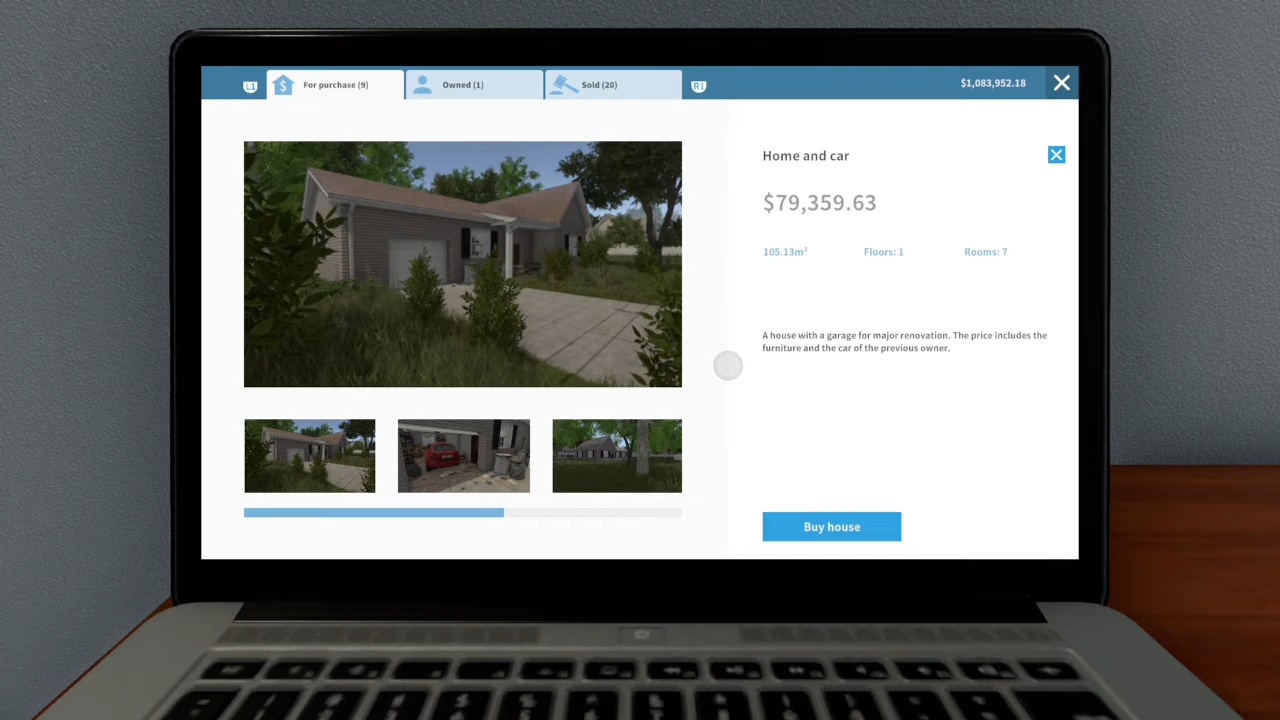 L1
For purchase (9)
Owned (1)
Sold (20)
R1
$1,083,952.18
Home and car
$79,359.63
105.13m²
Floors: 1
Rooms: 7
A house with a garage for major renovation. The price includes the
furniture and the car of the previous owner.
Buy house